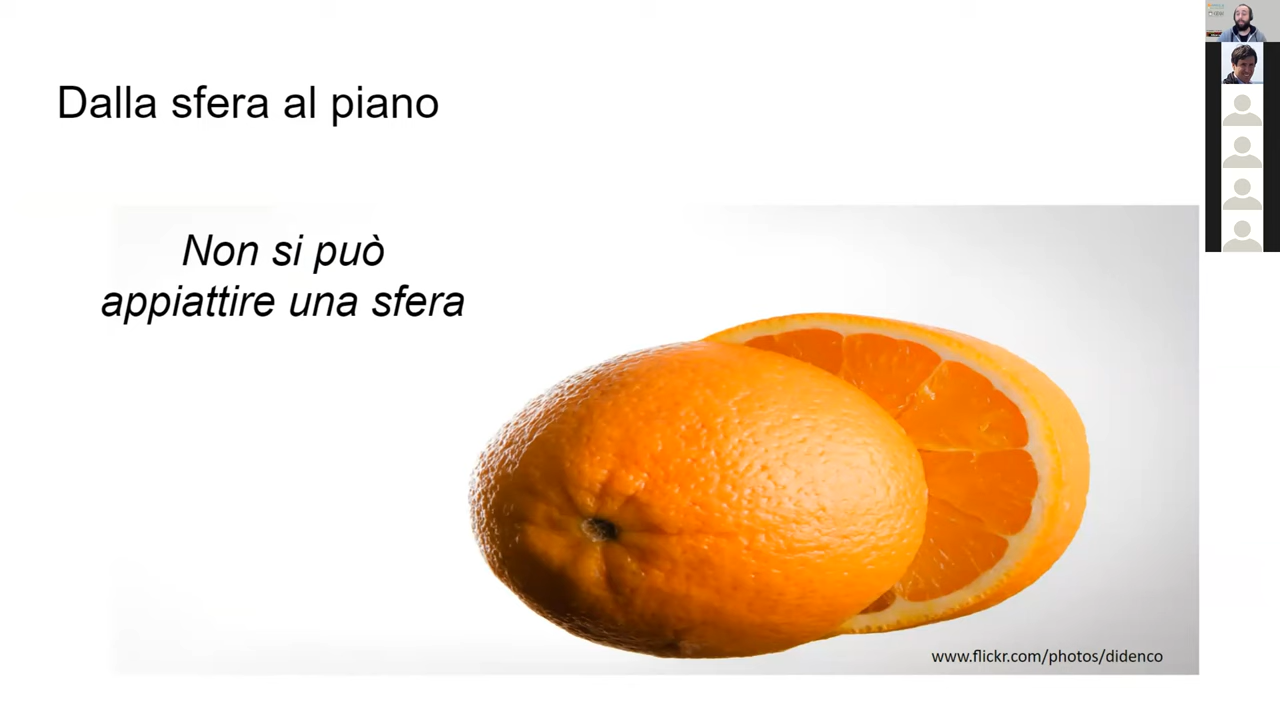 Dalla sfera al piano
Non si può
appiattire una sfera
www.flickr.com/photos/didenco